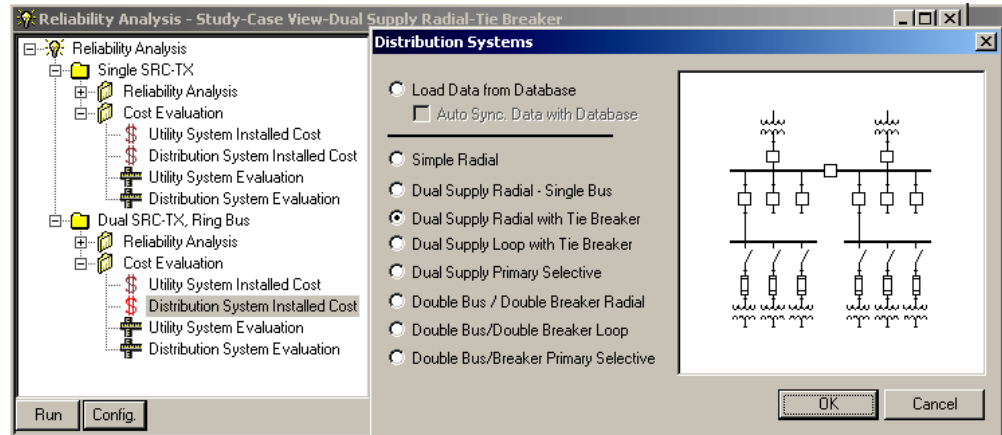 Reliability Analysis - Study-Case View-Dual Supply Radial-Tie Breaker
Reliability Analysis
Single SRC-TX
Reliability Analysis
Cost Evaluation
Utility System Installed Cost
Distribution System Installed Cost
Utility System Evaluation
Distribution System Evaluation
Dual SRC-TX, Ring Bus
Reliability Analysis
Cost Evaluation
Utility System Installed Cost
Distribution System Installed Cost
Utility System Evaluation
Distribution System Evaluation
Run
Config.
Distribution Systems
Load Data from Database
Auto Sync. Data with Database
Simple Radial
Dual Supply Radial - Single Bus
Dual Supply Radial with Tie Breaker
Dual Supply Loop with Tie Breaker
Dual Supply Primary Selective
Double Bus / Double Breaker Radial
Double Bus/Double Breaker Loop
Double Bus/Breaker Primary Selective
OK
Cancel